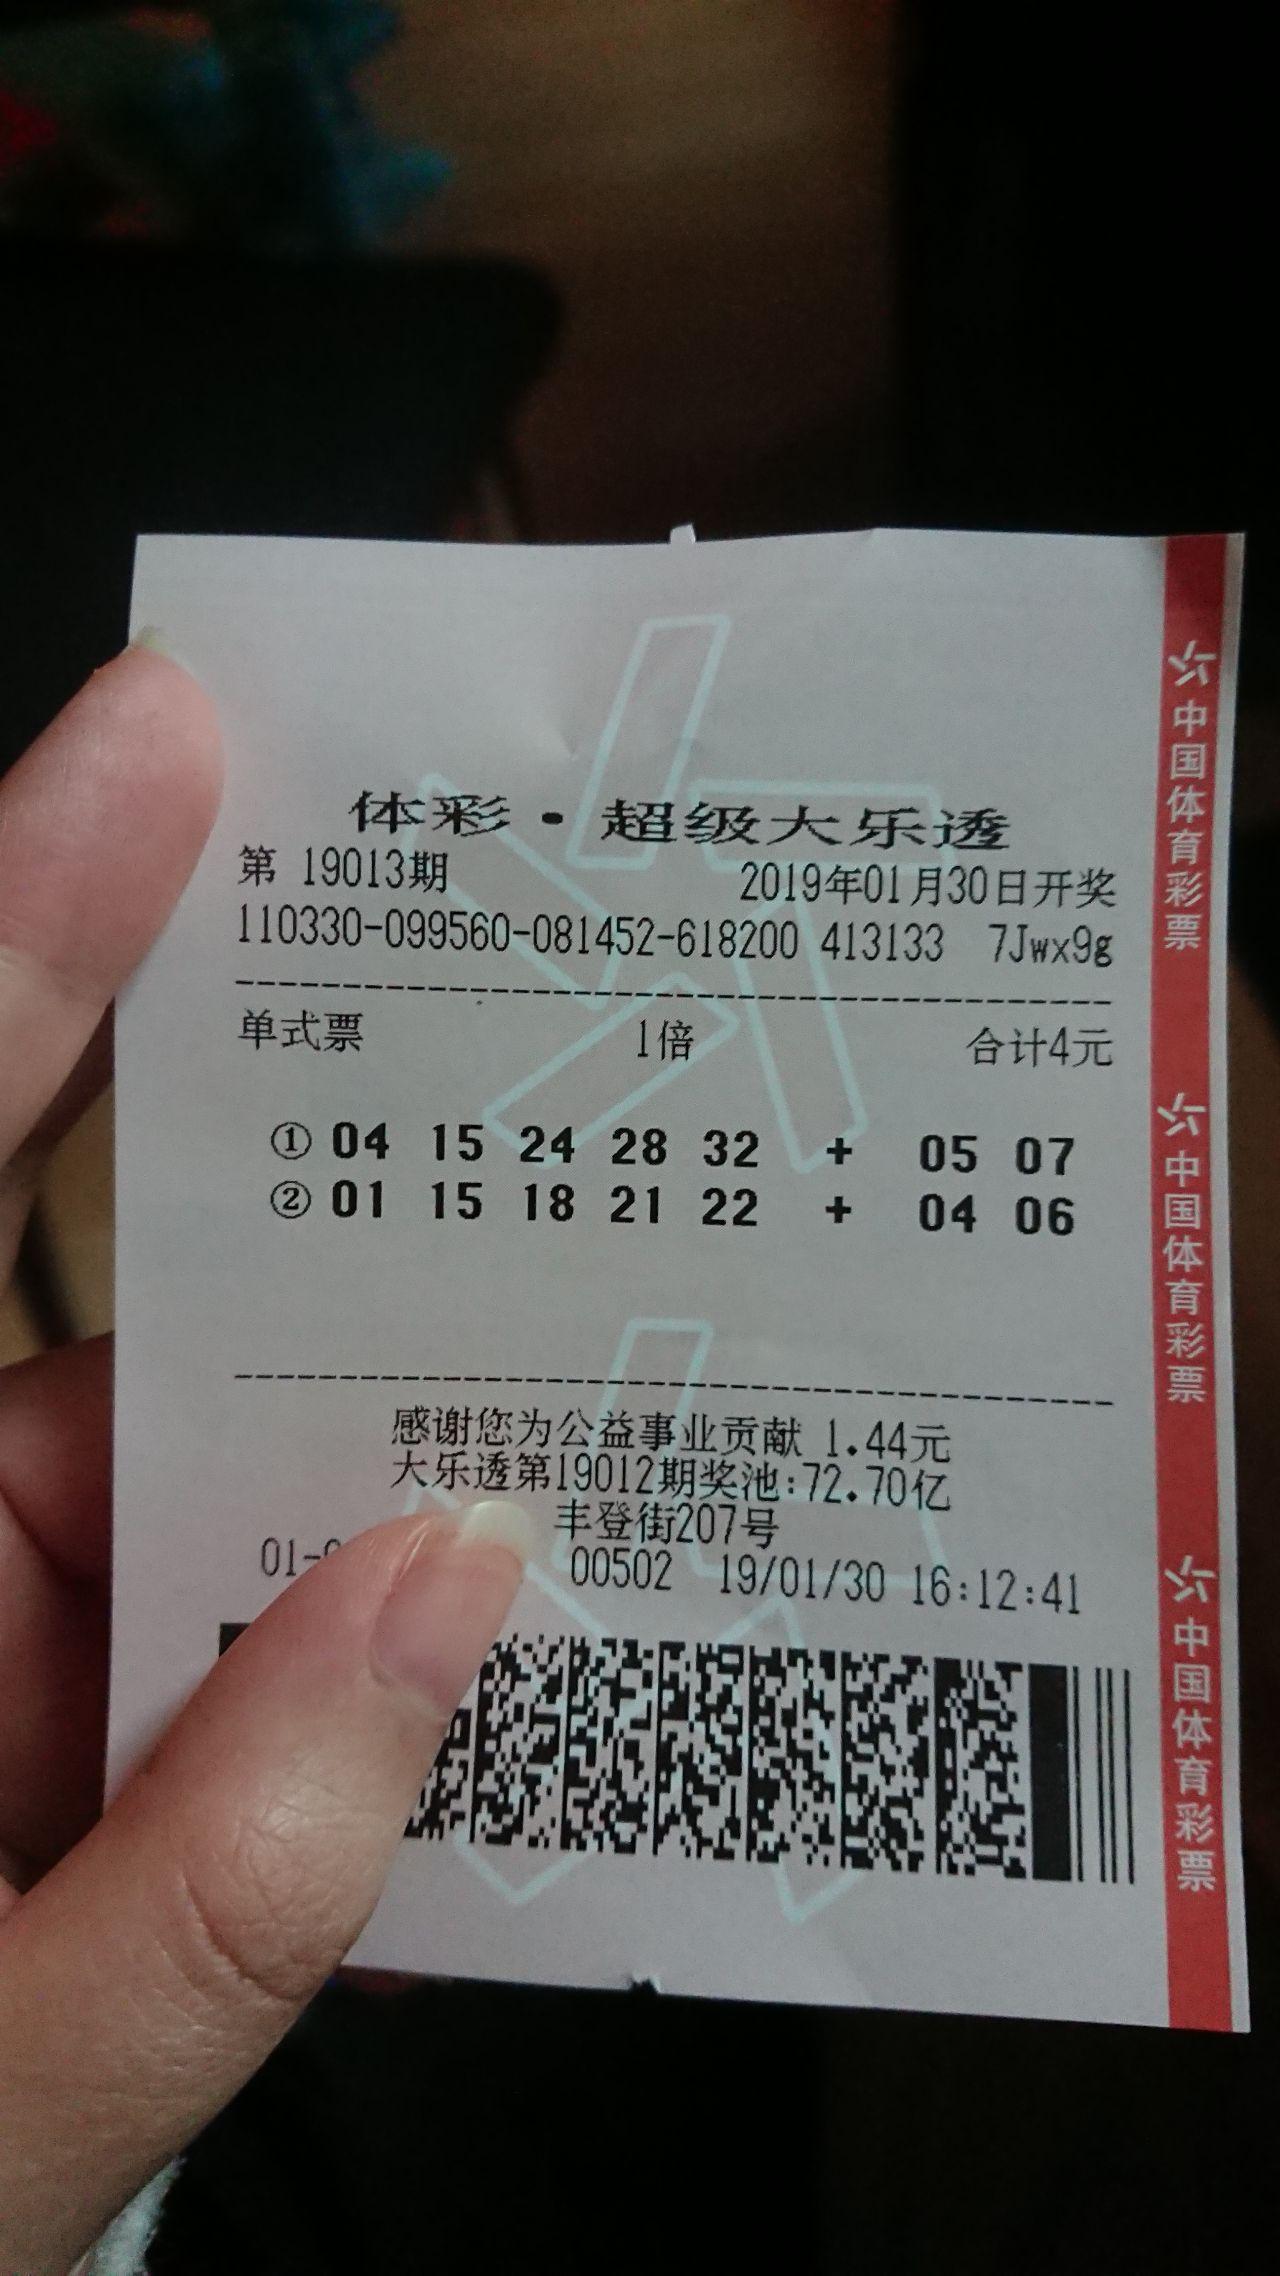 体彩·超级大乐透
第 19013期 2019年01月30日开奖
110330-099560-081452-618200 413133 7Jwx9g
单式票 1倍 合计4元
① 04 15 24 28 32 + 05 07
② 01 15 18 21 22 + 04 06
感谢您为公益事业贡献 1.44元
大乐透第19012期奖池:72.70亿
丰登街207号
00502 19/01/30 16:12:41
中国体育彩票
中国体育彩票
中国体育彩票